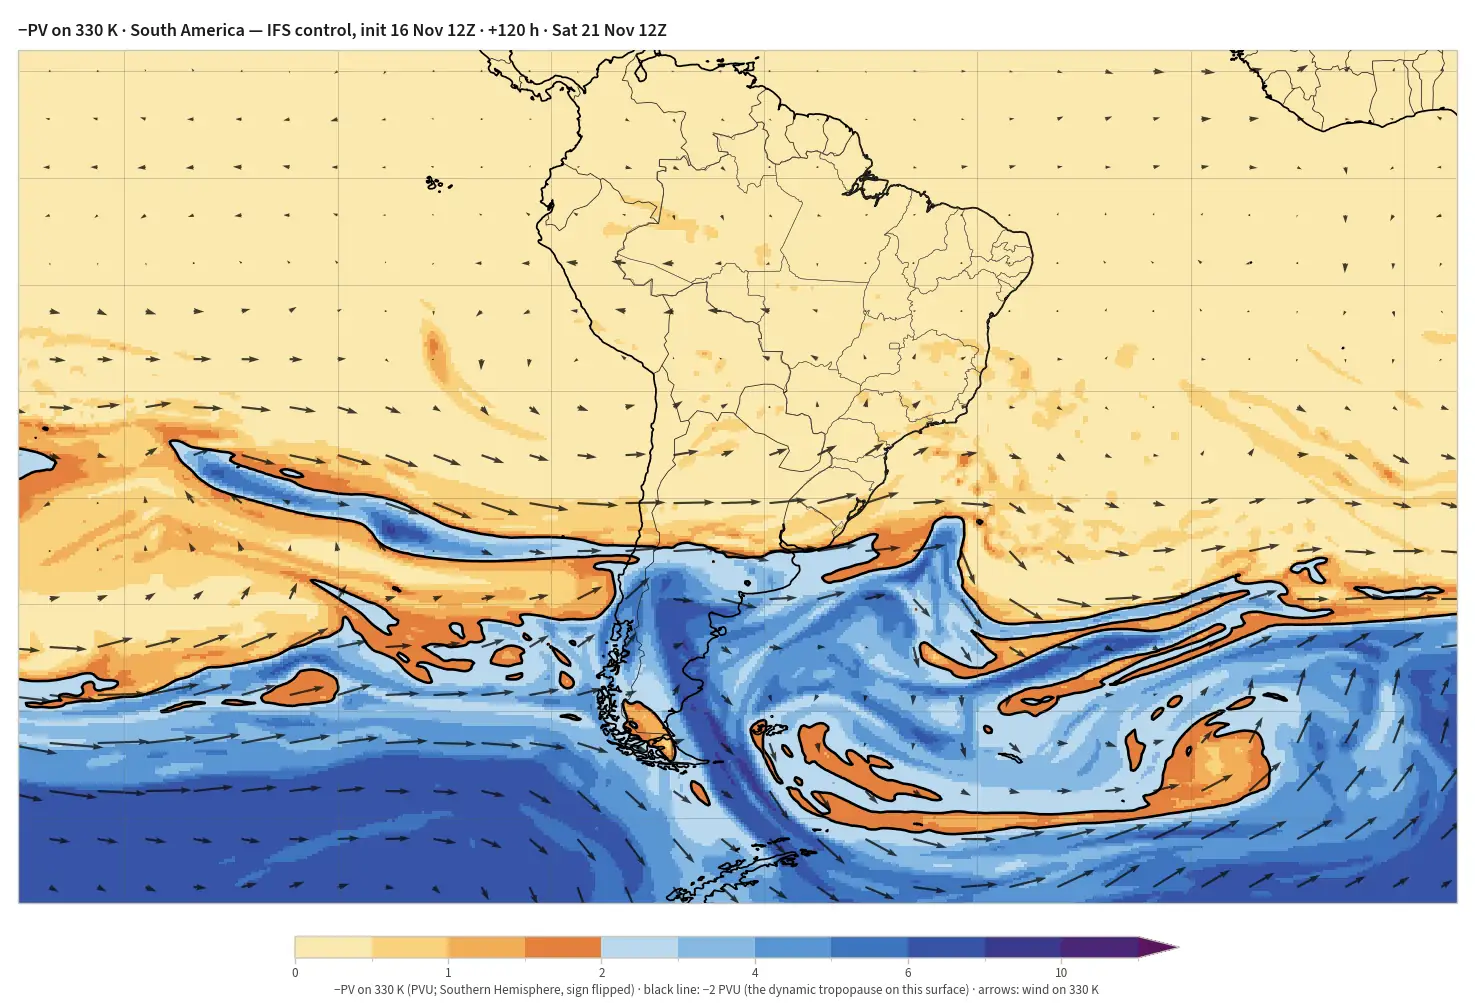 −PV on 330 K · South America — IFS control, init 16 Nov 12Z · +120 h · Sat 21 Nov 12Z
0 1 2 4 6 10
−PV on 330 K (PVU; Southern Hemisphere, sign flipped) · black line: −2 PVU (the dynamic tropopause on this surface) · arrows: wind on 330 K